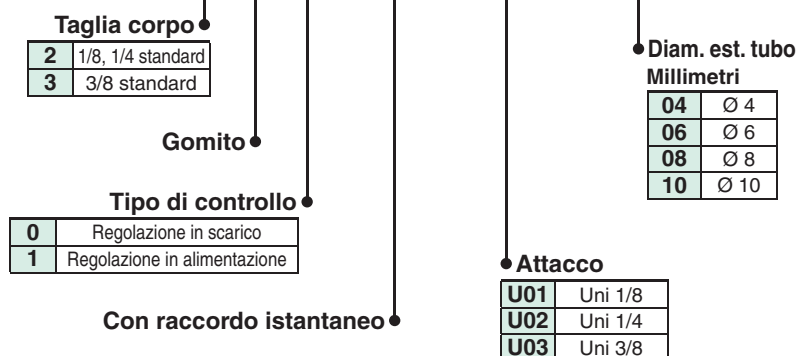 Taglia corpo
2 1/8, 1/4 standard
3 3/8 standard
Gomito
Tipo di controllo
0 Regolazione in scarico
1 Regolazione in alimentazione
Con raccordo istantaneo
Attacco
U01 Uni 1/8
U02 Uni 1/4
U03 Uni 3/8
Diam. est. tubo
Millimetri
04 Ø 4
06 Ø 6
08 Ø 8
10 Ø 10